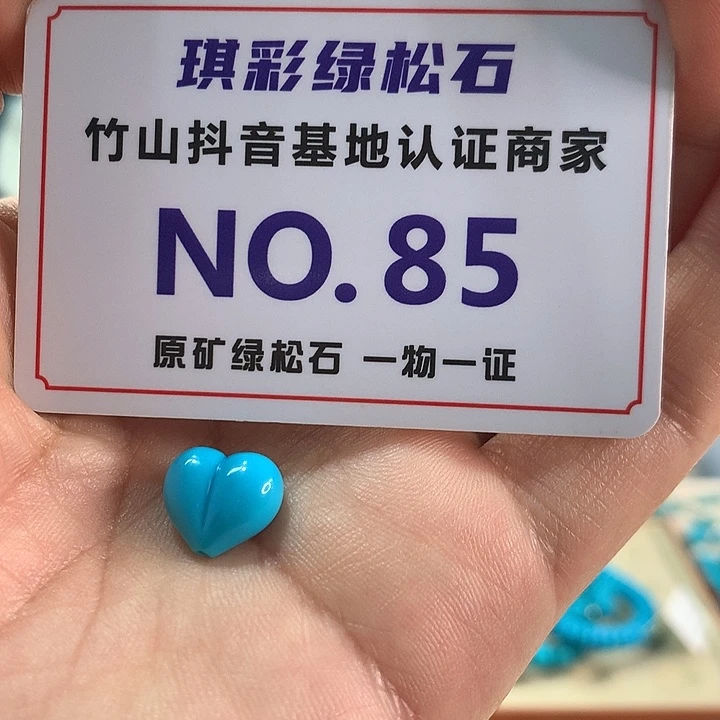 琪彩绿松石
竹山抖音基地认证商家
NO. 85
原矿绿松石 一物一证